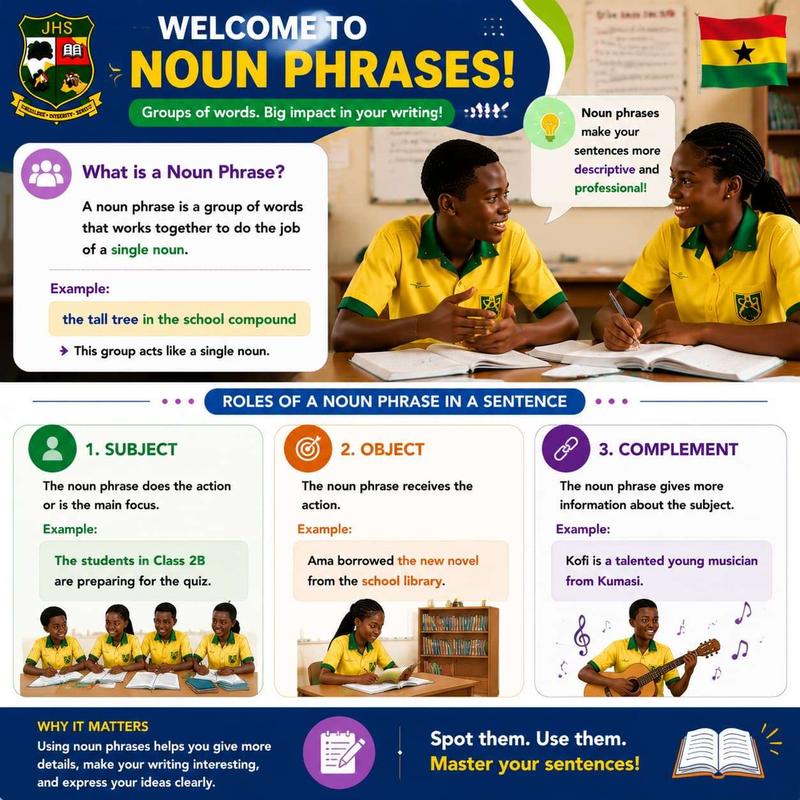 JHS
WELCOME TO
NOUN PHRASES!
Groups of words. Big impact in your writing!
Noun phrases
make your
sentences more
descriptive and
professional!
What is a Noun Phrase?
A noun phrase is a group of words
that works together to do the job
of a single noun.
Example:
the tall tree in the school compound
This group acts like a single noun.
ROLES OF A NOUN PHRASE IN A SENTENCE
1. SUBJECT
The noun phrase does the action
or is the main focus.
Example:
The students in Class 2B
are preparing for the quiz.
2. OBJECT
The noun phrase receives the
action.
Example:
Ama borrowed the new novel
from the school library.
3. COMPLEMENT
The noun phrase gives more
information about the subject.
Example:
Kofi is a talented young musician
from Kumasi.
WHY IT MATTERS
Using noun phrases helps you give more
details, make your writing interesting,
and express your ideas clearly.
Spot them. Use them.
Master your sentences!